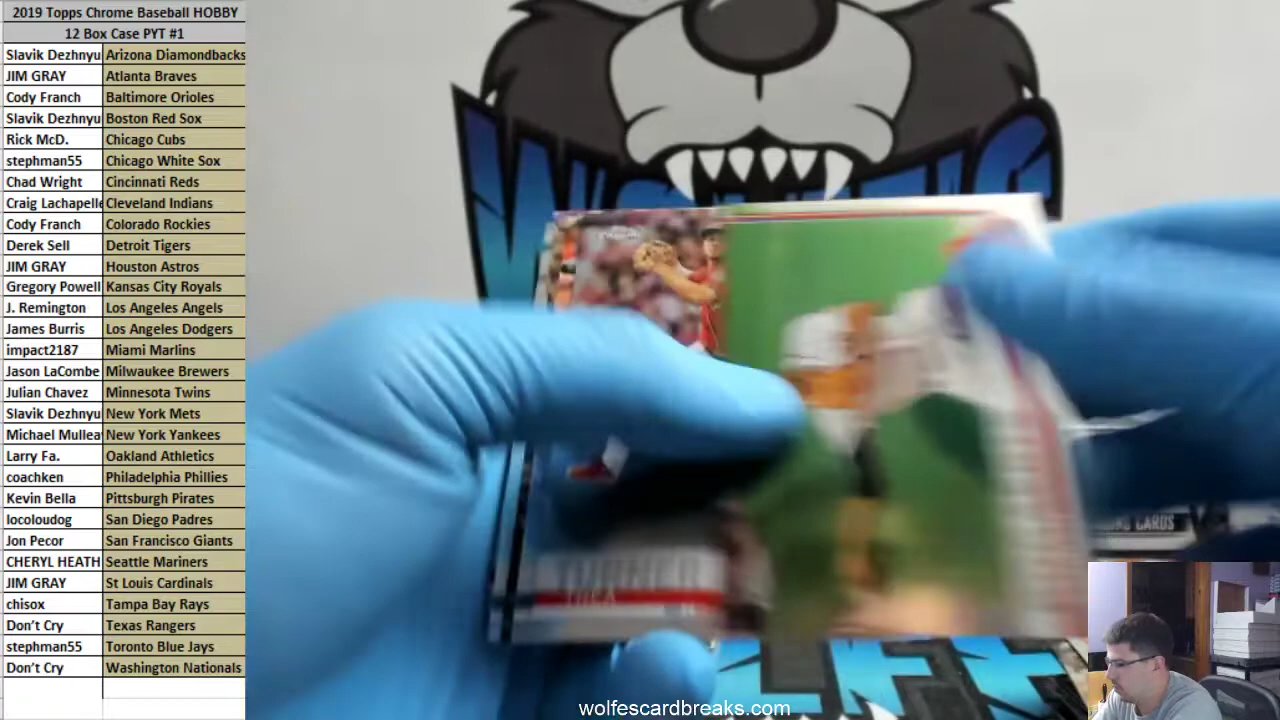 2019 Topps Chrome Baseball HOBBY
12 Box Case PYT #1
Slavik Dezhnyu Arizona Diamondbacks
JIM GRAY Atlanta Braves
Cody Franch Baltimore Orioles
Slavik Dezhnyu Boston Red Sox
Rick McD. Chicago Cubs
stephman55 Chicago White Sox
Chad Wright Cincinnati Reds
Craig Lachapelle Cleveland Indians
Cody Franch Colorado Rockies
Derek Sell Detroit Tigers
JIM GRAY Houston Astros
Gregory Powell Kansas City Royals
J. Remington Los Angeles Angels
James Burris Los Angeles Dodgers
impact2187 Miami Marlins
Jason LaCombe Milwaukee Brewers
Julian Chavez Minnesota Twins
Slavik Dezhnyu New York Mets
Michael Mullea New York Yankees
Larry Fa. Oakland Athletics
coachken Philadelphia Phillies
Kevin Bella Pittsburgh Pirates
locoloudog San Diego Padres
Jon Pecor San Francisco Giants
CHERYL HEATH Seattle Mariners
JIM GRAY St Louis Cardinals
chisox Tampa Bay Rays
Don't Cry Texas Rangers
stephman55 Toronto Blue Jays
Don't Cry Washington Nationals
TURNER
TREA
CARDS
wolfescardbreaks.com